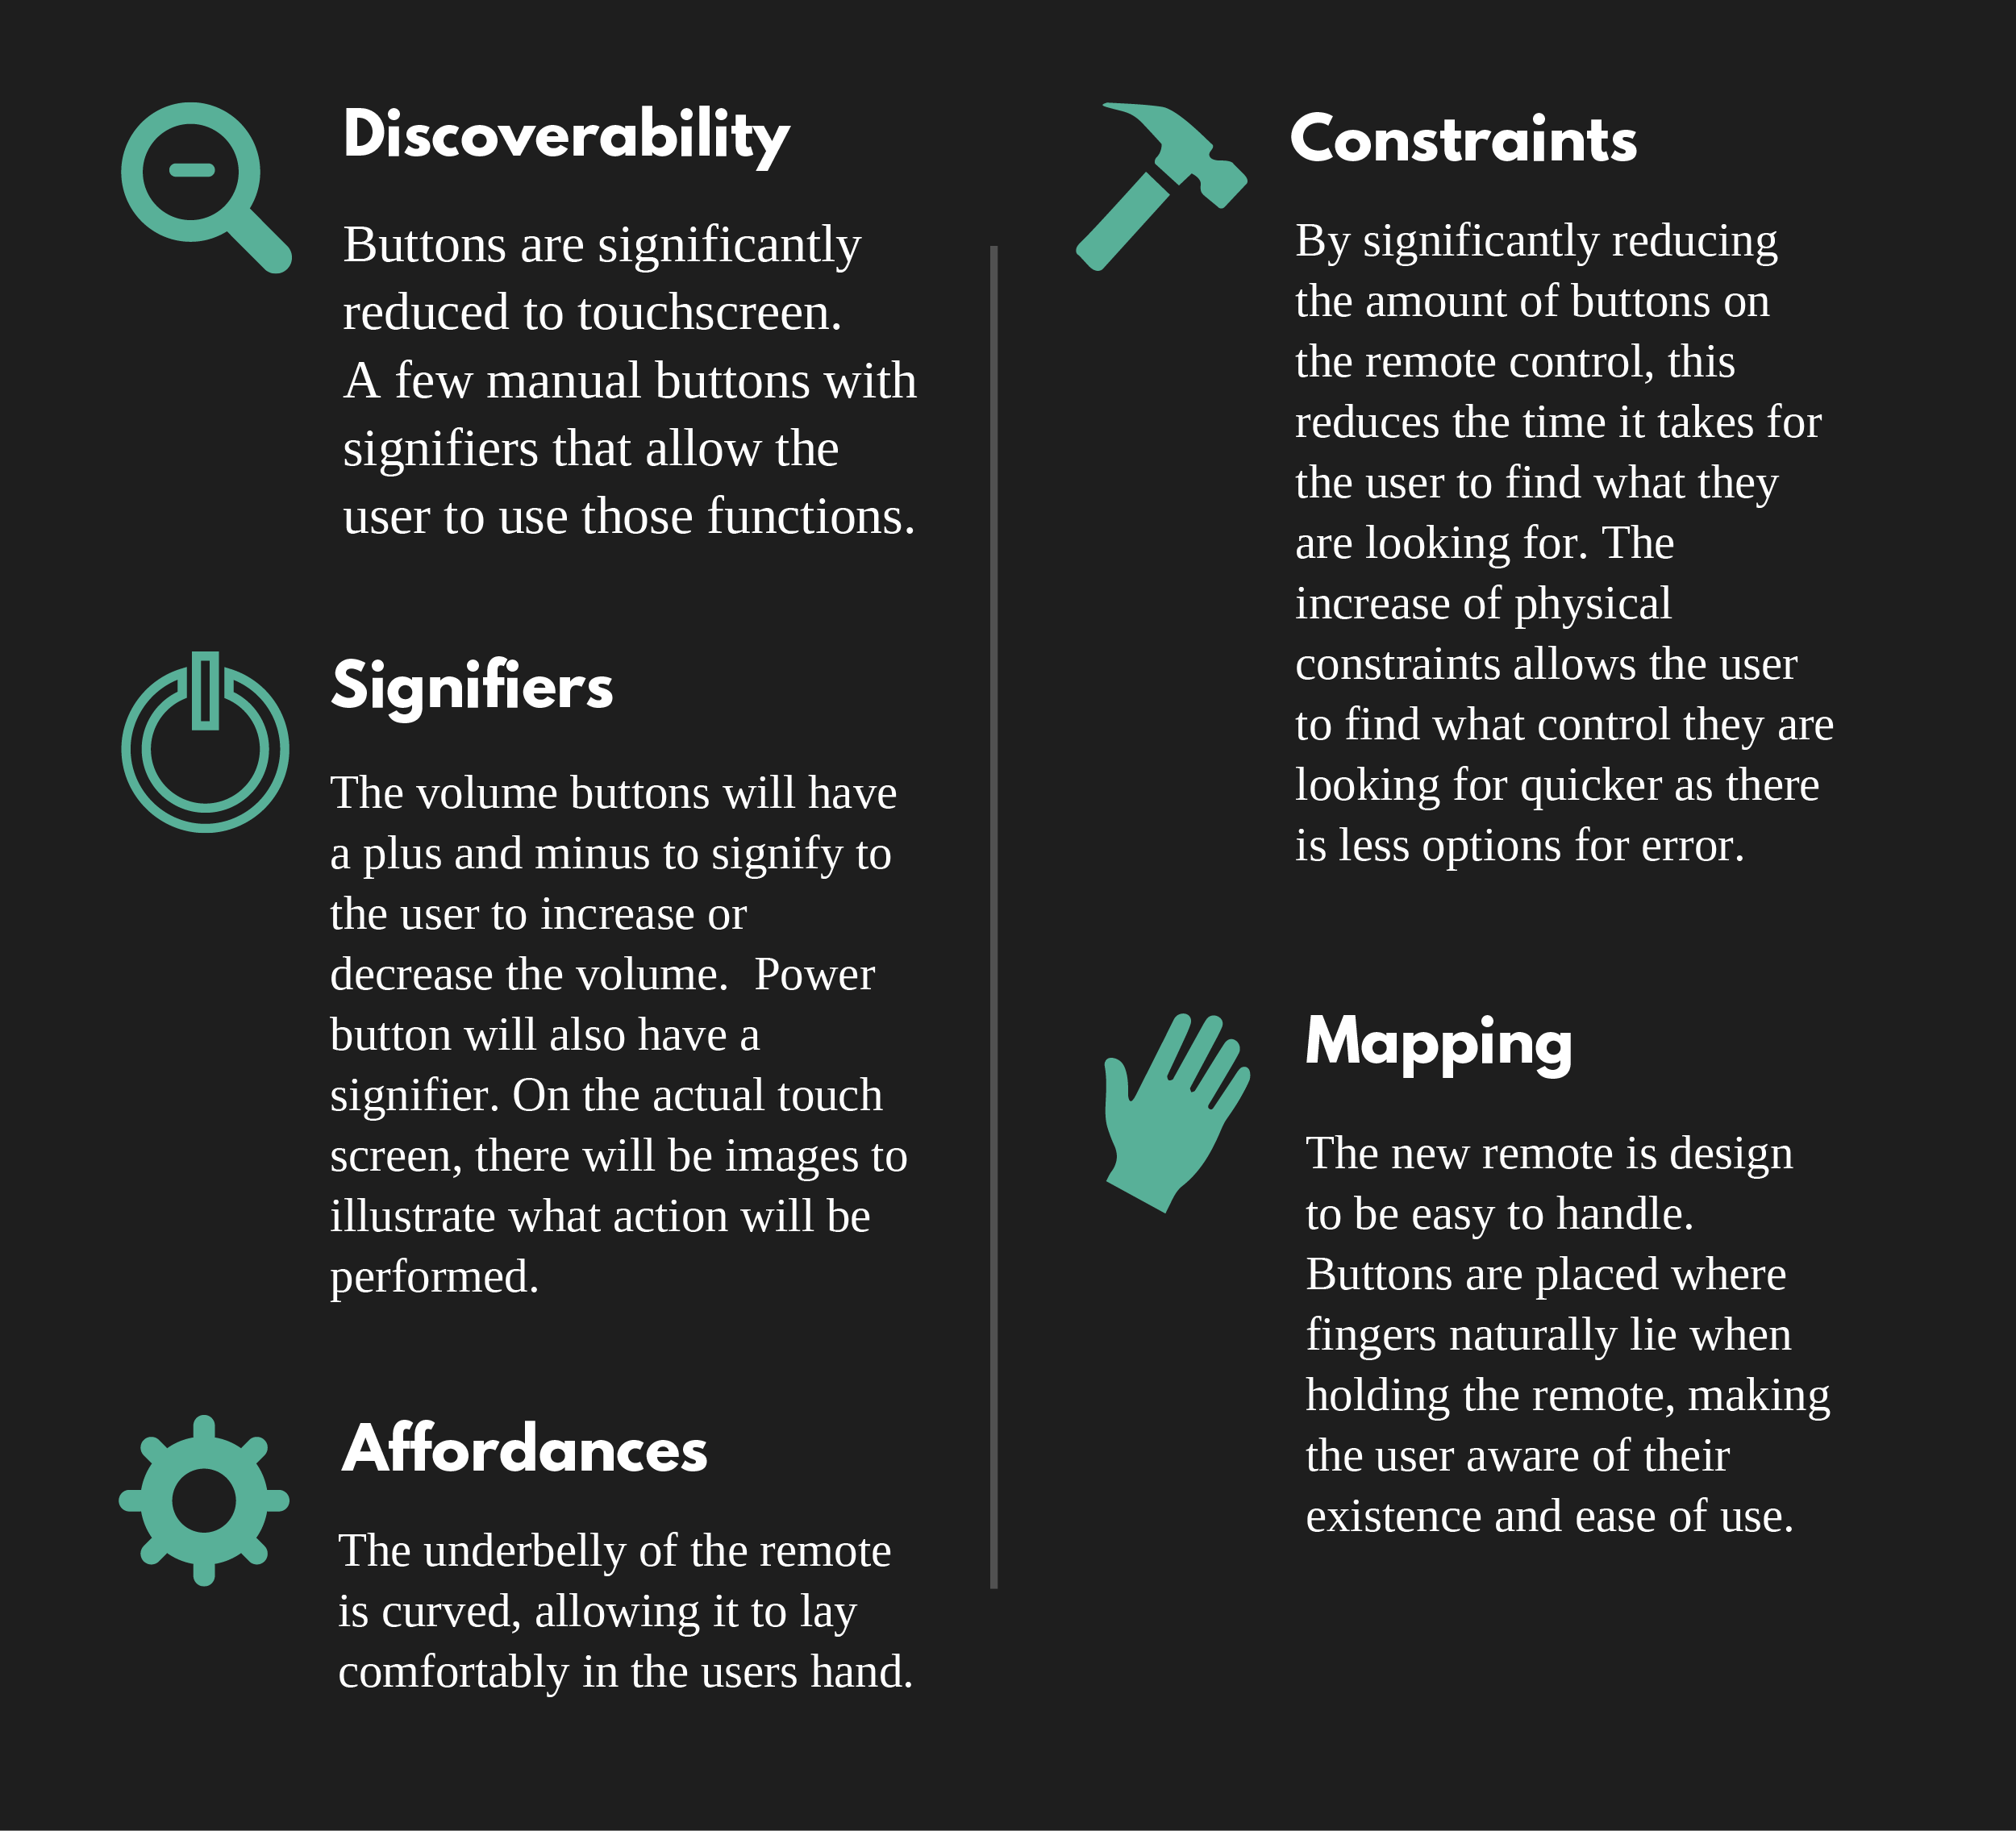 Discoverability
Buttons are significantly
reduced to touchscreen.
A few manual buttons with
signifiers that allow the
user to use those functions.
Signifiers
The volume buttons will have
a plus and minus to signify to
the user to increase or
decrease the volume.  Power
button will also have a
signifier. On the actual touch
screen, there will be images to
illustrate what action will be
performed.
Affordances
The underbelly of the remote
is curved, allowing it to lay
comfortably in the users hand.
Constraints
By significantly reducing
the amount of buttons on
the remote control, this
reduces the time it takes for
the user to find what they
are looking for. The
increase of physical
constraints allows the user
to find what control they are
looking for quicker as there
is less options for error.
Mapping
The new remote is design
to be easy to handle.
Buttons are placed where
fingers naturally lie when
holding the remote, making
the user aware of their
existence and ease of use.